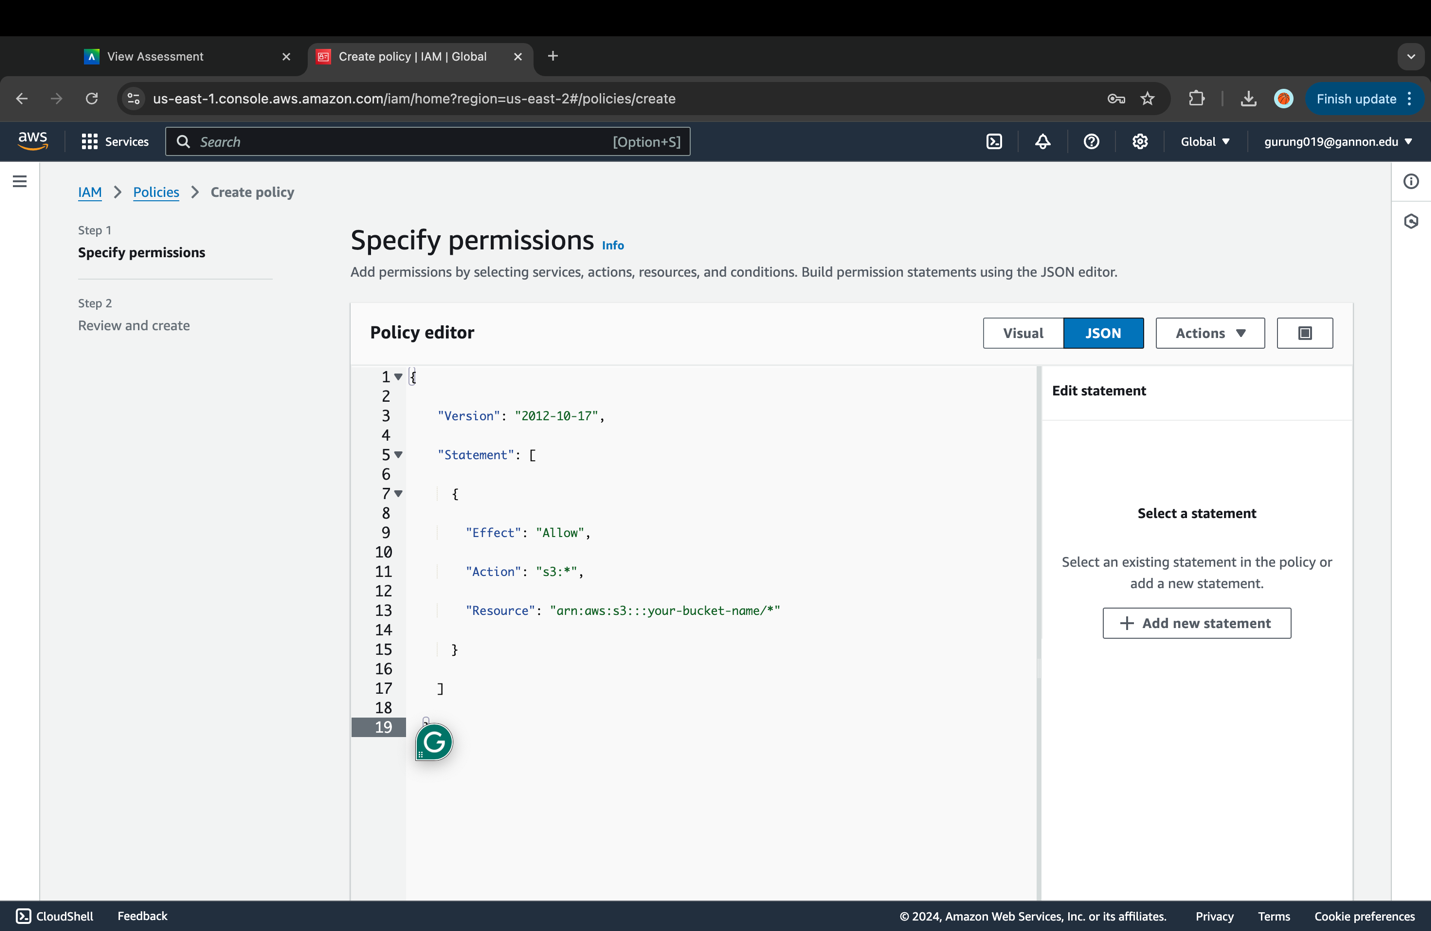 View Assessment
Create policy | IAM | Global
us-east-1.console.aws.amazon.com/iam/home?region=us-east-2#/policies/create
Finish update
aws
Services
Search
[Option+S]
Global
gurung019@gannon.edu
IAM > Policies > Create policy
Step 1
Specify permissions
Step 2
Review and create
Specify permissions Info
Add permissions by selecting services, actions, resources, and conditions. Build permission statements using the JSON editor.
Policy editor
Visual
JSON
Actions
1 {
2
3 "Version": "2012-10-17",
4
5 "Statement": [
6
7 {
8
9 "Effect": "Allow",
10
11 "Action": "s3:*",
12
13 "Resource": "arn:aws:s3:::your-bucket-name/*"
14
15 }
16
17 ]
18
19
G
Edit statement
Select a statement
Select an existing statement in the policy or
add a new statement.
+ Add new statement
CloudShell
Feedback
© 2024, Amazon Web Services, Inc. or its affiliates.
Privacy
Terms
Cookie preferences